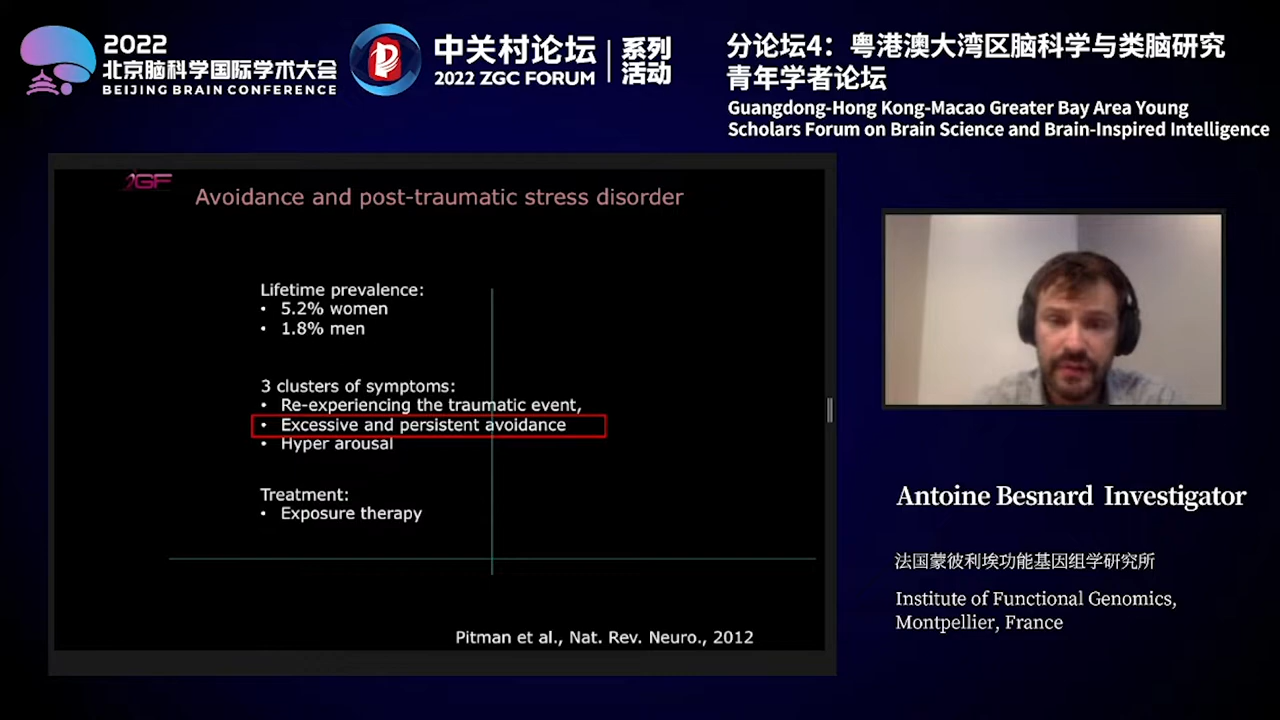 2022
北京脑科学国际学术大会
BEIJING BRAIN CONFERENCE
中关村论坛
2022 ZGC FORUM
系列
活动
分论坛4：粤港澳大湾区脑科学与类脑研究
青年学者论坛
Guangdong-Hong Kong-Macao Greater Bay Area Young
Scholars Forum on Brain Science and Brain-Inspired Intelligence
IGF
Avoidance and post-traumatic stress disorder
Lifetime prevalence:
• 5.2% women
• 1.8% men
3 clusters of symptoms:
• Re-experiencing the traumatic event,
• Excessive and persistent avoidance
• Hyper arousal
Treatment:
• Exposure therapy
Pitman et al., Nat. Rev. Neuro., 2012
Antoine Besnard Investigator
法国蒙彼利埃功能基因组学研究所
Institute of Functional Genomics,
Montpellier, France